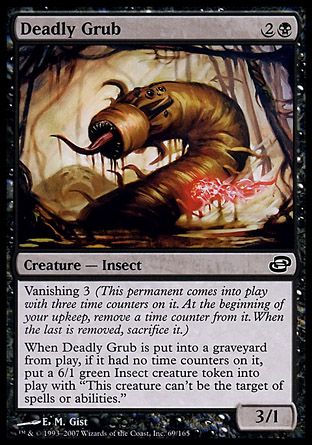 Deadly Grub 2
Creature — Insect
Vanishing 3 (This permanent comes into play
with three time counters on it. At the beginning of
your upkeep, remove a time counter from it. When
the last is removed, sacrifice it.)
When Deadly Grub is put into a graveyard
from play, if it had no time counters on it,
put a 6/1 green Insect creature token into
play with “This creature can’t be the target of
spells or abilities.”
E. M. Gist
™ & © 1993–2007 Wizards of the Coast, Inc. 69/165
3/1